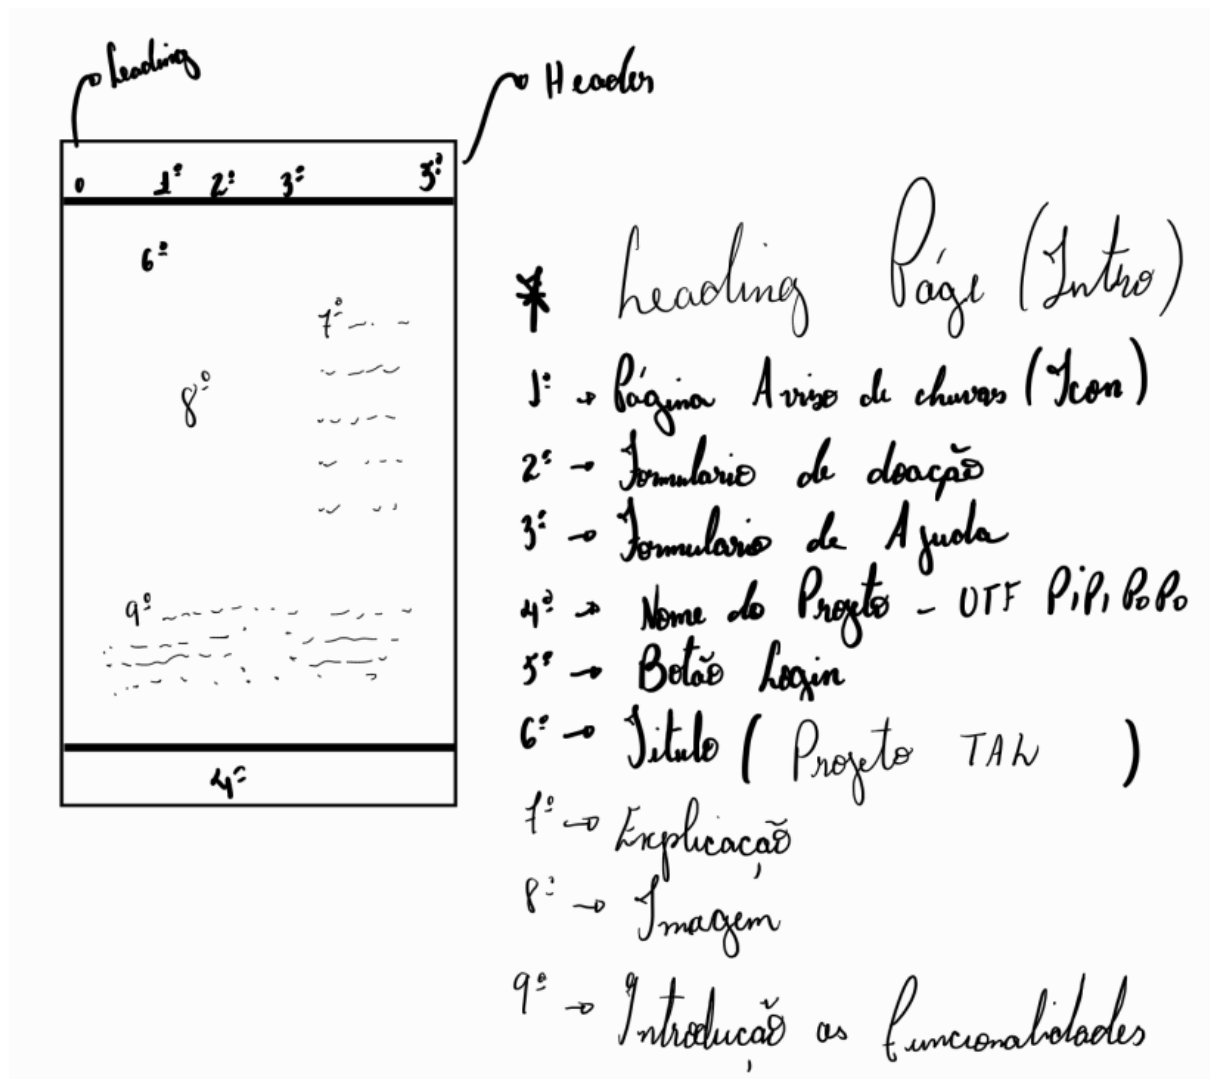 Leading
Header
0 1º 2º 3º 5º
6º
7º
8º
9º
4º
* Leading Páge (Intro)
1º → Página Aviso de chuvas (Icon)
2º → Formulario de doação
3º → Formulario de Ajuda
4º → Nome do Projeto - UTF PiPi PoPo
5º → Botão Login
6º → Titulo ( Projeto TAL )
7º → Explicação
8º → Imagem
9º → Introdução as funcionalidades